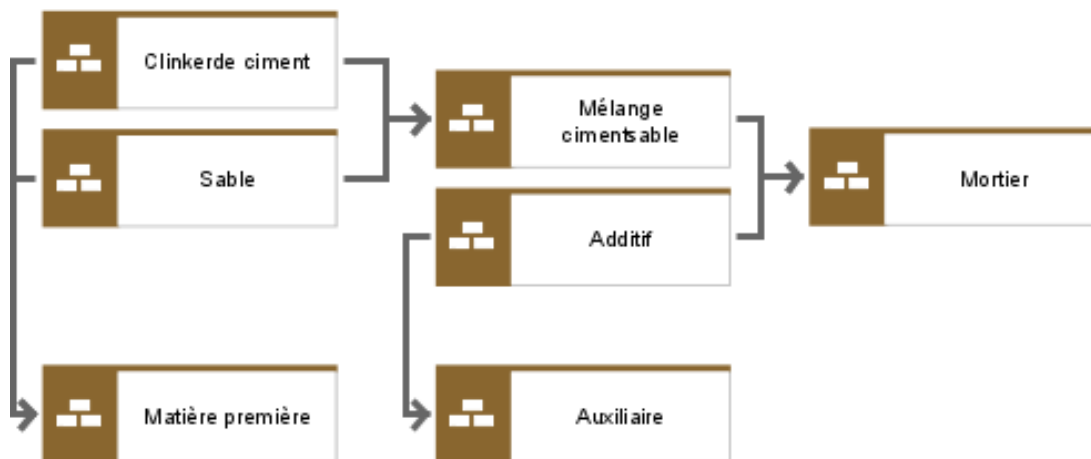 Clinkerde ciment
Sable
Matière première
Mélange
cimentsable
Additif
Auxiliaire
Mortier